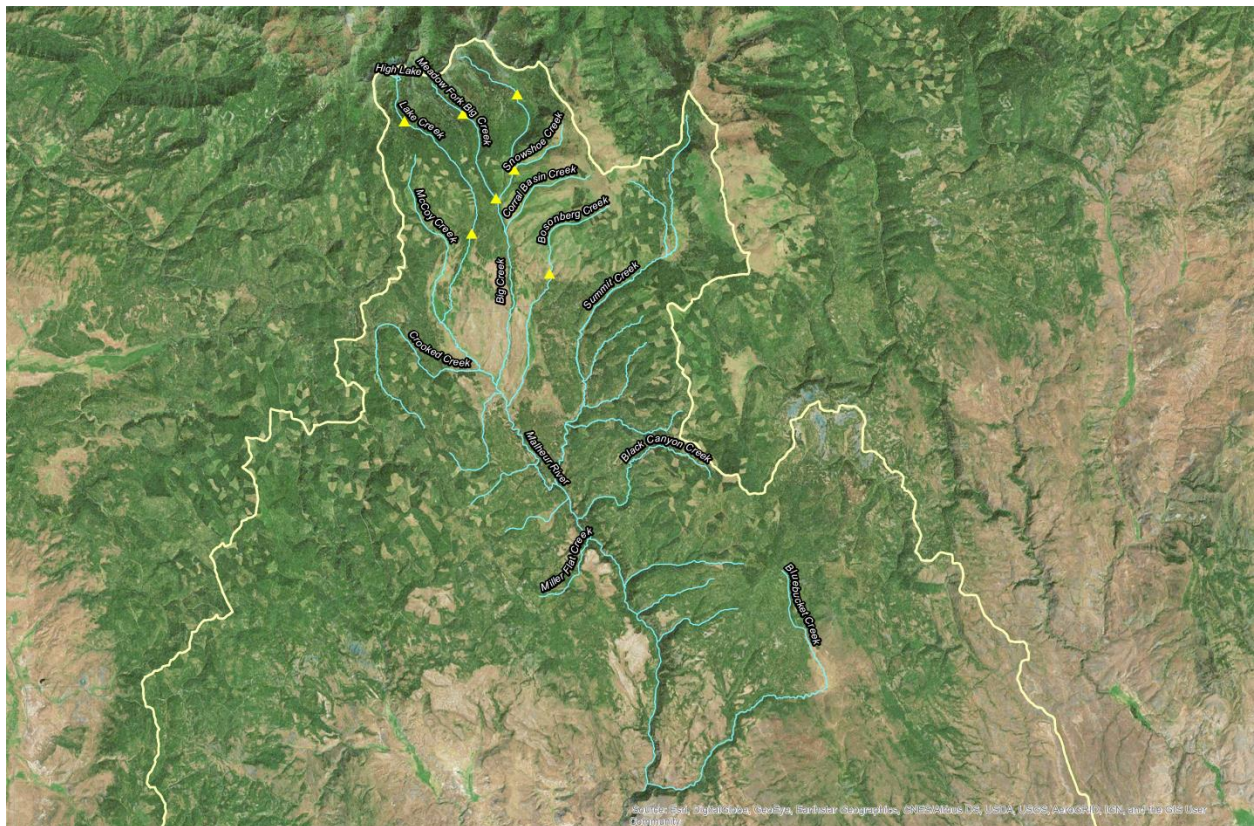 High Lake
Meadow Fork Big Creek
Lake Creek
Snowshoe Creek
Corral Basin Creek
McCoy Creek
Bosonberg Creek
Big Creek
Summit Creek
Crooked Creek
Malheur River
Black Canyon Creek
Miller Flat Creek
Bluebucket Creek
Source: Esri, DigitalGlobe, GeoEye, Earthstar Geographics, CNES/Airbus DS, USDA, USGS, AeroGRID, IGN, and the GIS User
Community